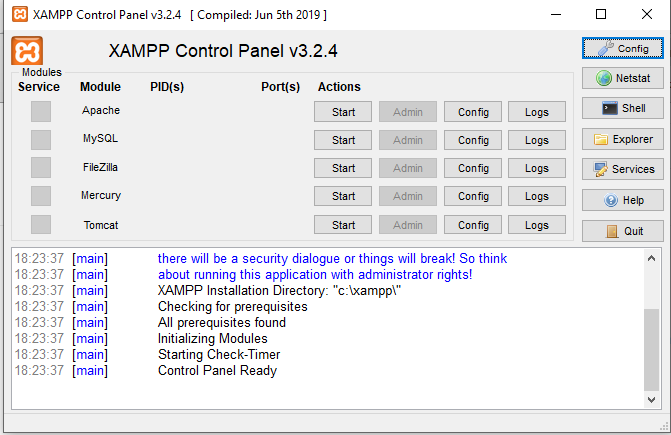 XAMPP Control Panel v3.2.4 [ Compiled: Jun 5th 2019 ]
XAMPP Control Panel v3.2.4
Config
Modules
Service Module PID(s) Port(s) Actions
Netstat
Apache Start Admin Config Logs
Shell
MySQL Start Admin Config Logs
Explorer
FileZilla Start Admin Config Logs
Services
Mercury Start Admin Config Logs
Help
Tomcat Start Admin Config Logs
Quit
18:23:37 [main] there will be a security dialogue or things will break! So think
18:23:37 [main] about running this application with administrator rights!
18:23:37 [main] XAMPP Installation Directory: "c:\xampp\"
18:23:37 [main] Checking for prerequisites
18:23:37 [main] All prerequisites found
18:23:37 [main] Initializing Modules
18:23:37 [main] Starting Check-Timer
18:23:37 [main] Control Panel Ready